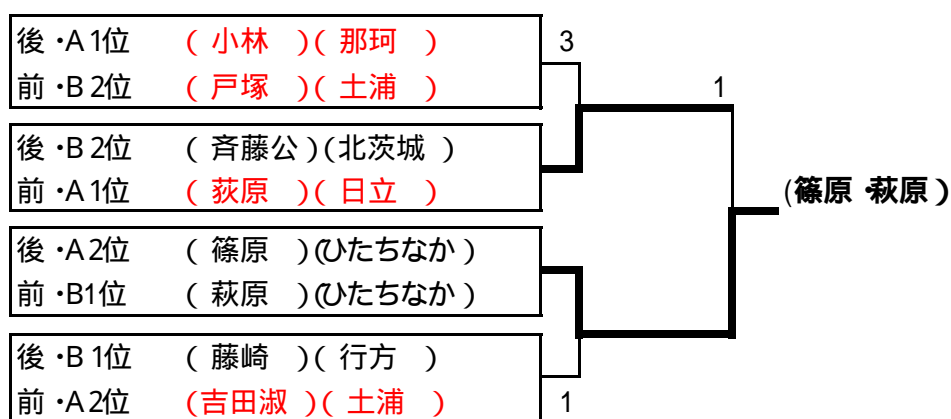 後・A1位 ( 小林 )( 那珂 ) 3
前・B2位 ( 戸塚 )( 土浦 ) 1
後・B2位 ( 斉藤公 )(北茨城 )
前・A1位 ( 荻原 )( 日立 ) (篠原・萩原)
後・A2位 ( 篠原 )(ひたちなか )
前・B1位 ( 萩原 )(ひたちなか )
後・B1位 ( 藤崎 )( 行方 )
前・A2位 (吉田淑 )( 土浦 ) 1